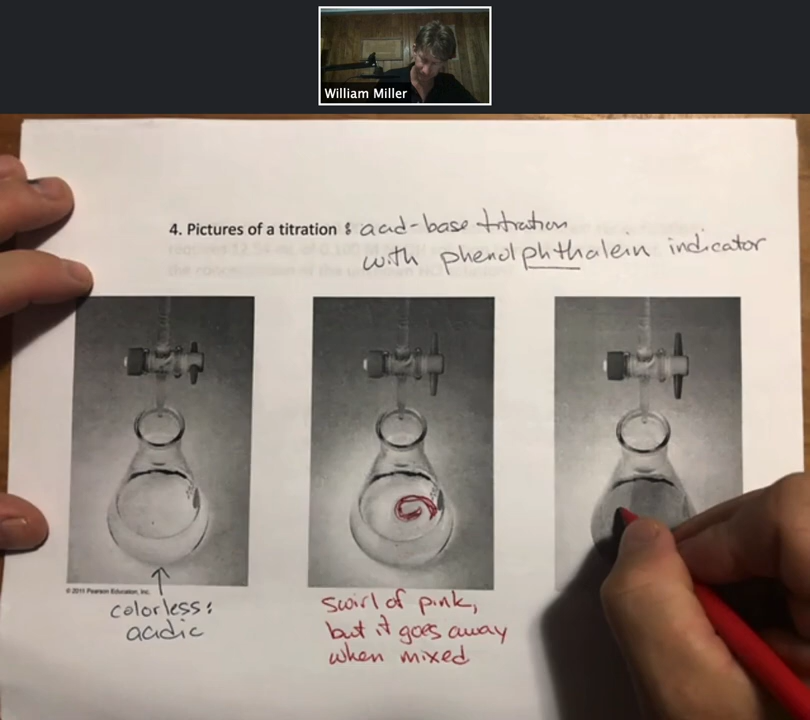 William Miller
4. Pictures of a titration : acid-base titration
with phenolphthalein indicator
© 2011 Pearson Education, Inc.
colorless:
acidic
swirl of pink,
but it goes away
when mixed